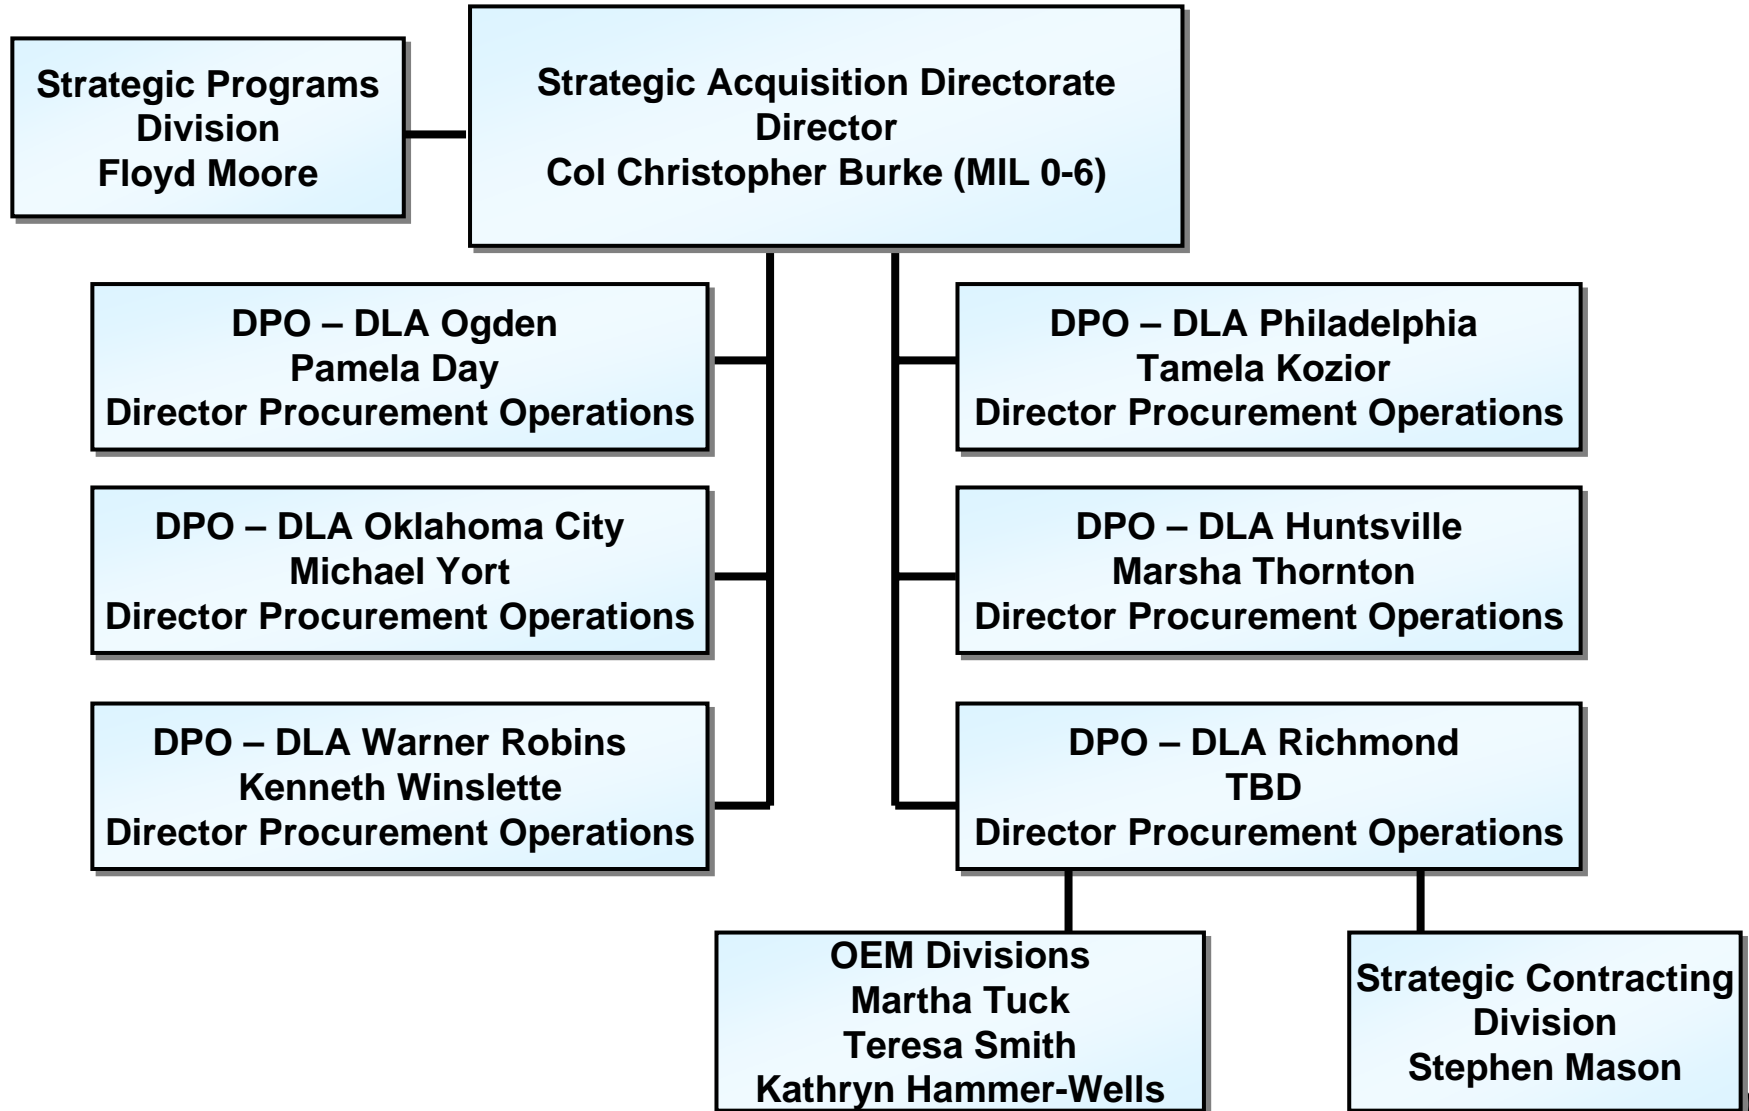 Strategic Programs
Division
Floyd Moore
Strategic Acquisition Directorate
Director
Col Christopher Burke (MIL 0-6)
DPO – DLA Ogden
Pamela Day
Director Procurement Operations
DPO – DLA Philadelphia
Tamela Kozior
Director Procurement Operations
DPO – DLA Oklahoma City
Michael Yort
Director Procurement Operations
DPO – DLA Huntsville
Marsha Thornton
Director Procurement Operations
DPO – DLA Warner Robins
Kenneth Winslette
Director Procurement Operations
DPO – DLA Richmond
TBD
Director Procurement Operations
OEM Divisions
Martha Tuck
Teresa Smith
Kathryn Hammer-Wells
Strategic Contracting
Division
Stephen Mason